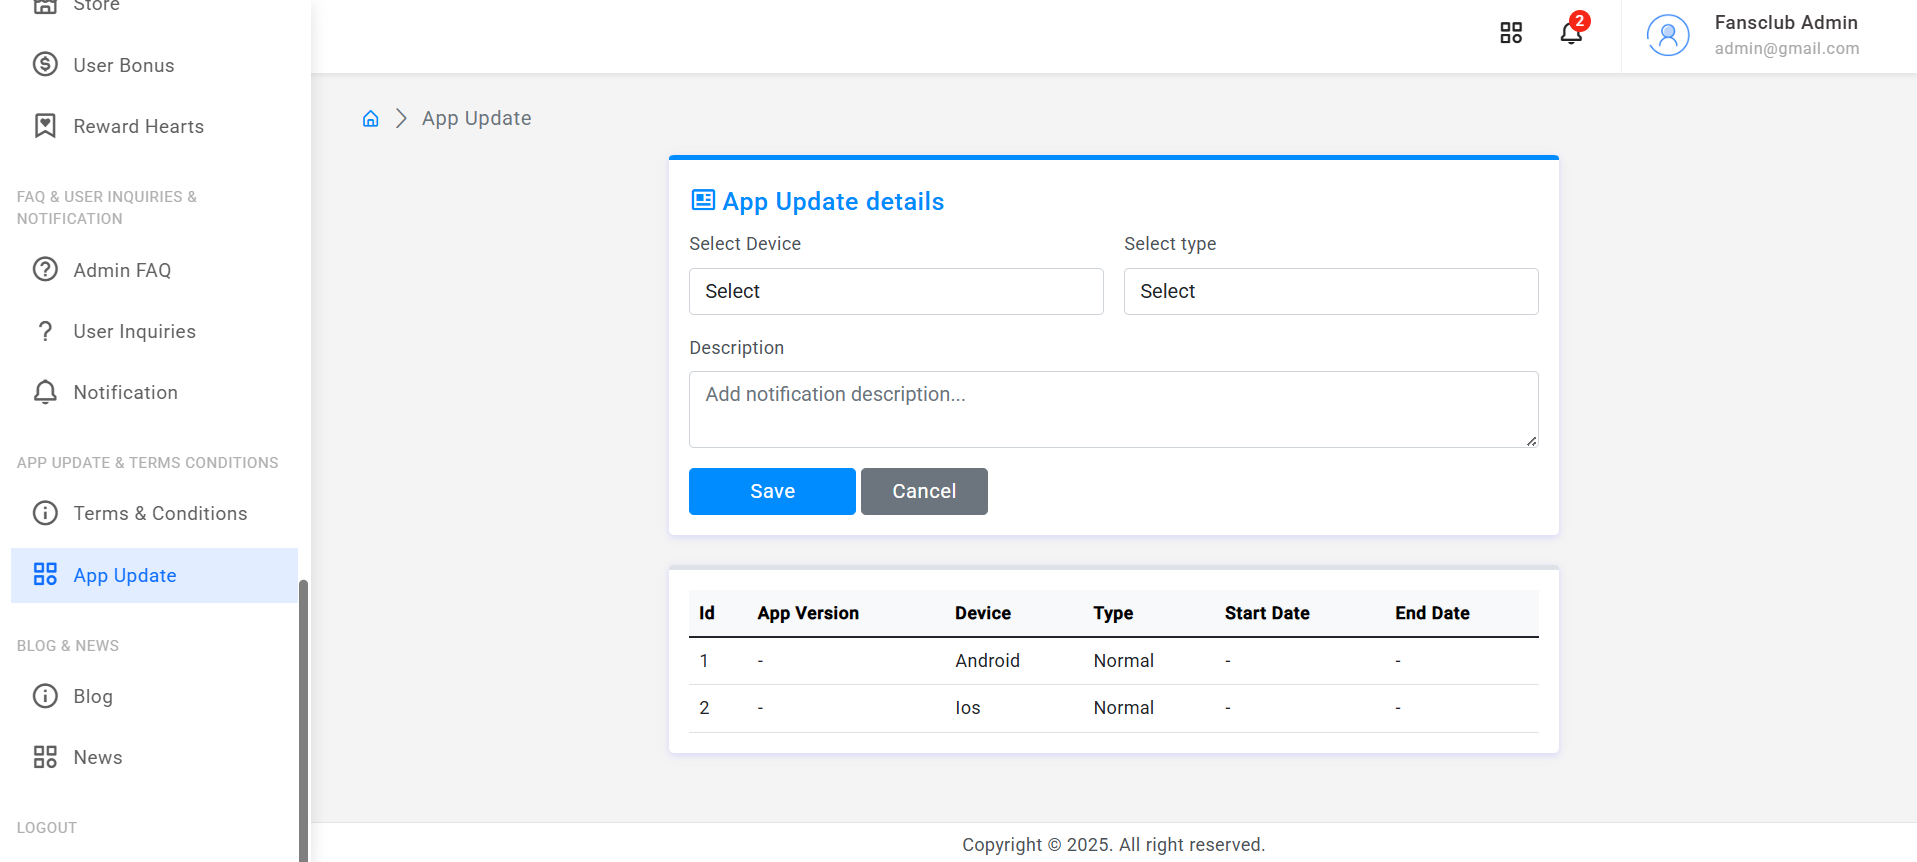 Store
User Bonus
Reward Hearts
FAQ & USER INQUIRIES &
NOTIFICATION
Admin FAQ
User Inquiries
Notification
APP UPDATE & TERMS CONDITIONS
Terms & Conditions
App Update
BLOG & NEWS
Blog
News
LOGOUT
2
Fansclub Admin
admin@gmail.com
App Update
App Update details
Select Device Select type
Select Select
Description
Add notification description...
Save Cancel
Id App Version Device Type Start Date End Date
1 - Android Normal - -
2 - Ios Normal - -
Copyright © 2025. All right reserved.